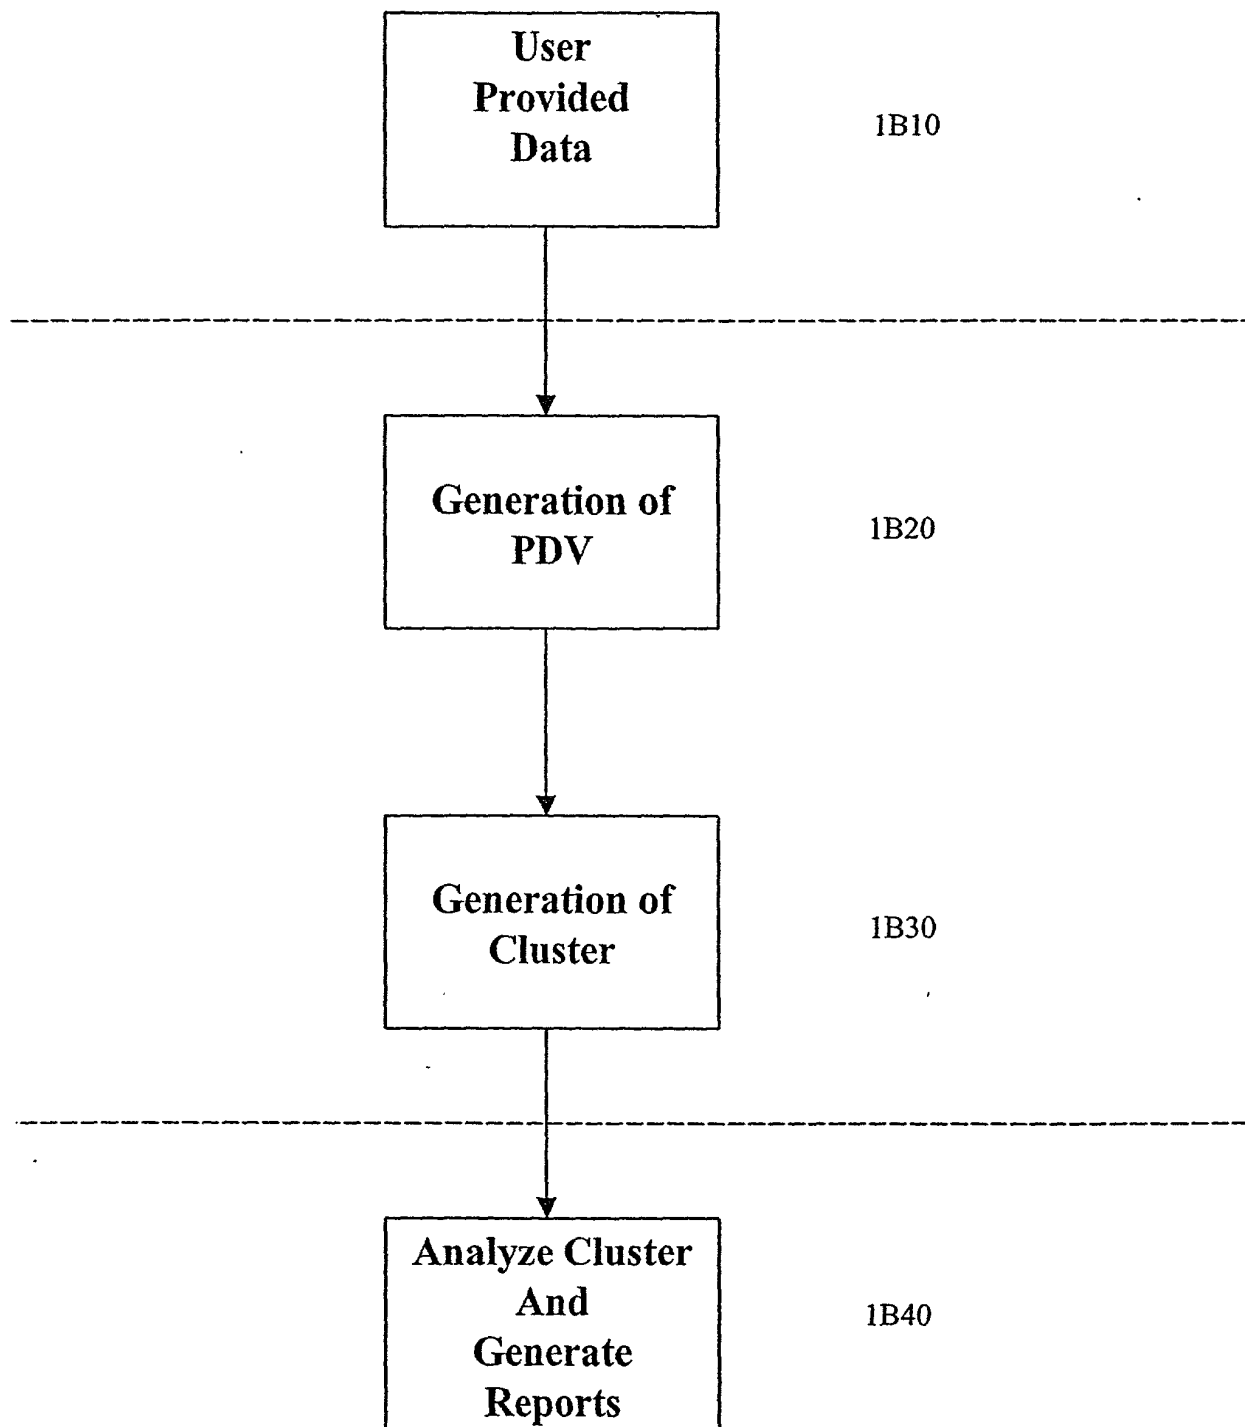 User
Provided
Data
1B10
Generation of
PDV
1B20
Generation of
Cluster
1B30
Analyze Cluster
And
Generate
Reports
1B40